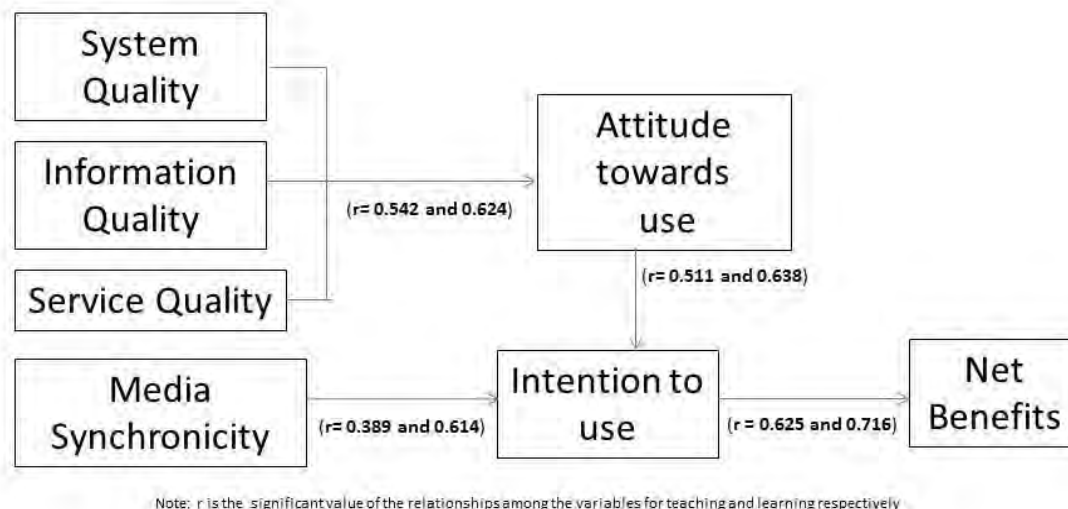 System
Quality
Information
Quality
Service Quality
Media
Synchronicity
(r= 0.542 and 0.624)
Attitude
towards
use
(r= 0.511 and 0.638)
(r= 0.389 and 0.614)
Intention to
use
(r = 0.625 and 0.716)
Net
Benefits
Note: r is the significant value of the relationships among the variables for teaching and learning respectively